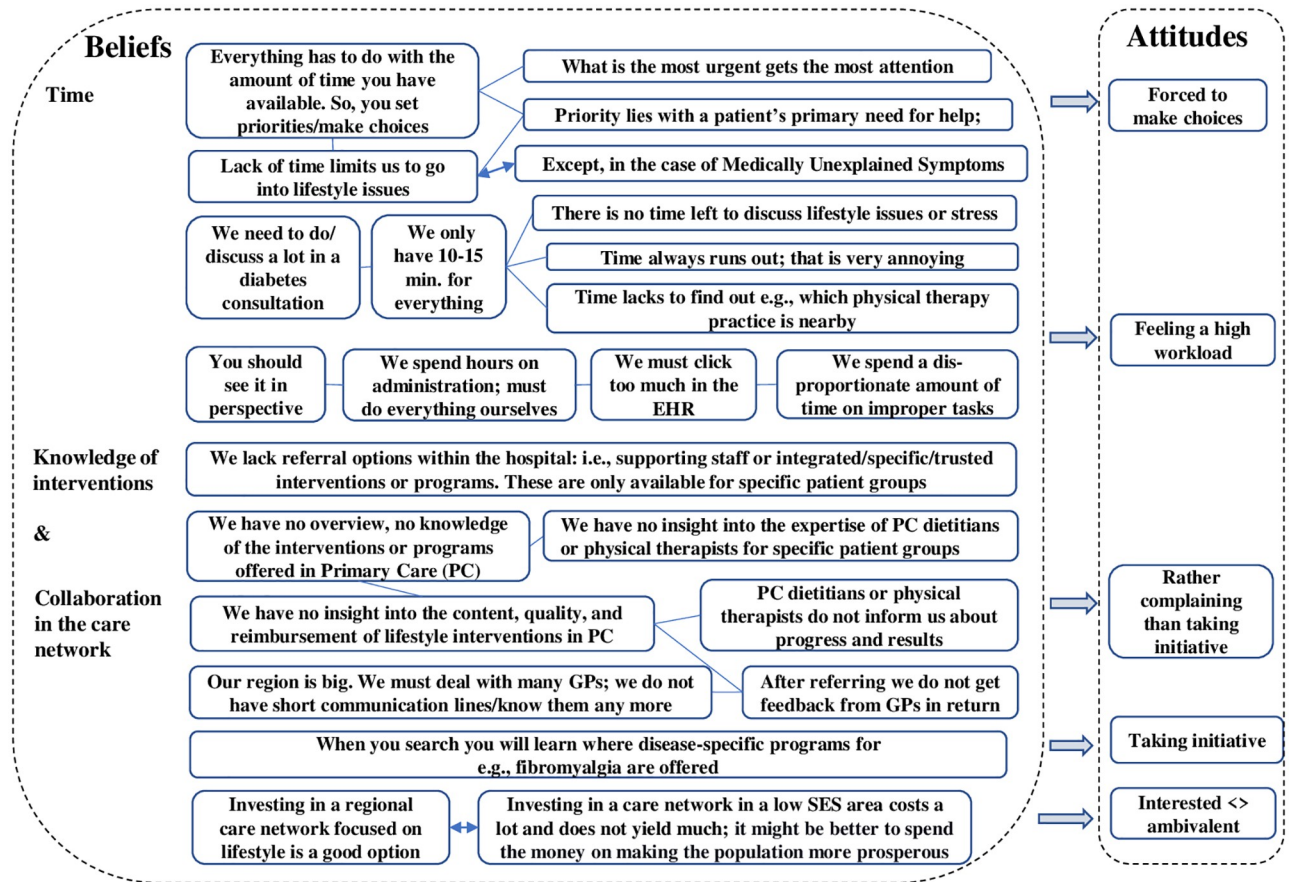 Beliefs
Attitudes
Time
Everything has to do with the
amount of time you have
available. So, you set
priorities/make choices
What is the most urgent gets the most attention
Priority lies with a patient's primary need for help;
Forced to
make choices
Lack of time limits us to go
into lifestyle issues
Except, in the case of Medically Unexplained Symptoms
We need to do/
discuss a lot in a
diabetes
consultation
We only
have 10-15
min. for
everything
There is no time left to discuss lifestyle issues or stress
Time always runs out; that is very annoying
Time lacks to find out e.g., which physical therapy
practice is nearby
Feeling a high
workload
You should
see it in
perspective
We spend hours on
administration; must
do everything ourselves
We must click
too much in the
EHR
We spend a dis-
proportionate amount of
time on improper tasks
Knowledge of
interventions
&
Collaboration
in the care
network
We lack referral options within the hospital: i.e., supporting staff or integrated/specific/trusted
interventions or programs. These are only available for specific patient groups
We have no overview, no knowledge
of the interventions or programs
offered in Primary Care (PC)
We have no insight into the expertise of PC dietitians
or physical therapists for specific patient groups
We have no insight into the content, quality, and
reimbursement of lifestyle interventions in PC
PC dietitians or physical
therapists do not inform us about
progress and results
Rather
complaining
than taking
initiative
Our region is big. We must deal with many GPs; we do not
have short communication lines/know them any more
After referring we do not get
feedback from GPs in return
When you search you will learn where disease-specific programs for
e.g., fibromyalgia are offered
Taking initiative
Investing in a regional
care network focused on
lifestyle is a good option
Investing in a care network in a low SES area costs a
lot and does not yield much; it might be better to spend
the money on making the population more prosperous
Interested <>
ambivalent